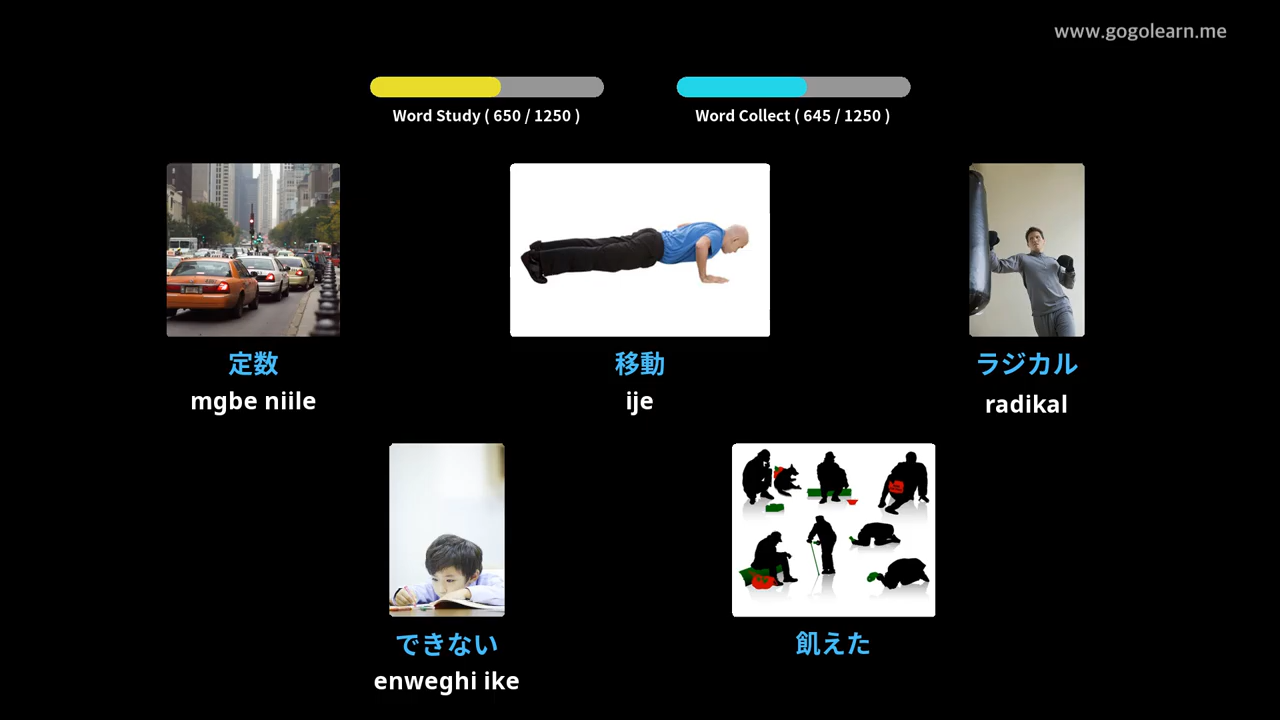 www.gogolearn.me
Word Study ( 650 / 1250 )
Word Collect ( 645 / 1250 )
定数
mgbe niile
移動
ije
ラジカル
radikal
できない
enweghi ike
飢えた